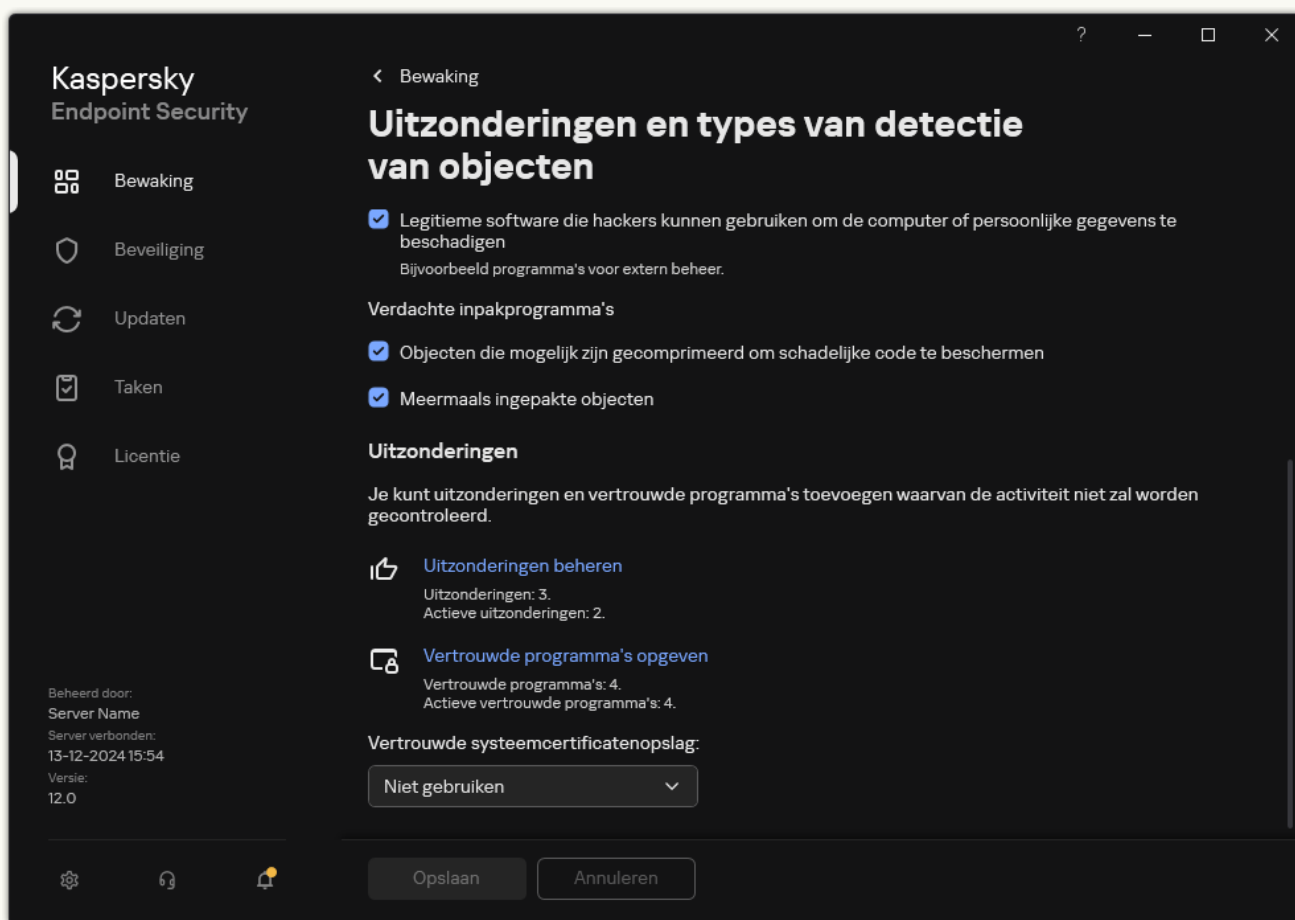 ?
Kaspersky
Endpoint Security
Bewaking
Beveiliging
Updaten
Taken
Licentie
Beheerd door:
Server Name
Server verbonden:
13-12-2024 15:54
Versie:
12.0
Bewaking
Uitzonderingen en types van detectie
van objecten
Legitieme software die hackers kunnen gebruiken om de computer of persoonlijke gegevens te
beschadigen
Bijvoorbeeld programma's voor extern beheer.
Verdachte inpakprogramma's
Objecten die mogelijk zijn gecomprimeerd om schadelijke code te beschermen
Meermaals ingepakte objecten
Uitzonderingen
Je kunt uitzonderingen en vertrouwde programma's toevoegen waarvan de activiteit niet zal worden
gecontroleerd.
Uitzonderingen beheren
Uitzonderingen: 3.
Actieve uitzonderingen: 2.
Vertrouwde programma's opgeven
Vertrouwde programma's: 4.
Actieve vertrouwde programma's: 4.
Vertrouwde systeemcertificatenopslag:
Niet gebruiken
Opslaan
Annuleren